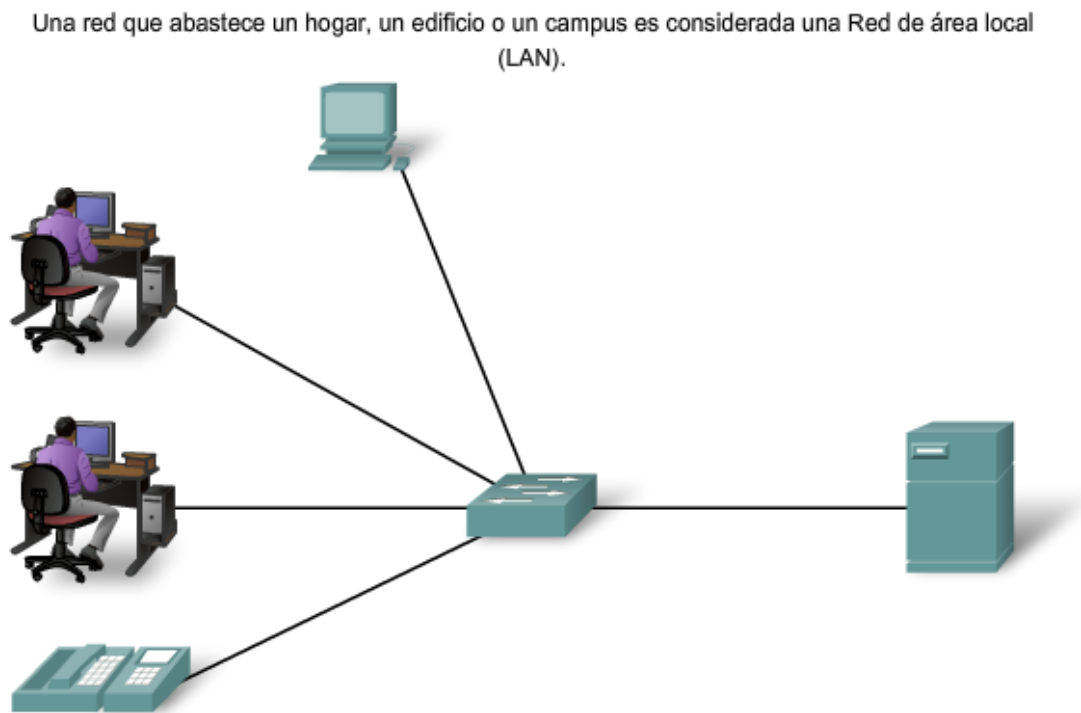 Una red que abastece un hogar, un edificio o un campus es considerada una Red de área local
(LAN).